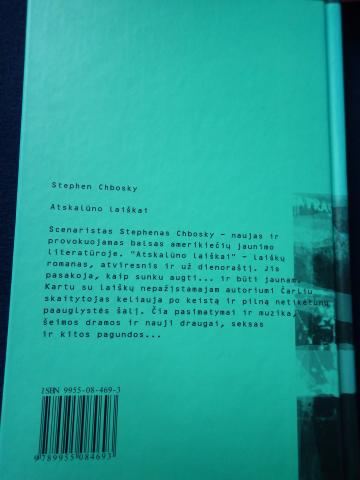 Stephen Chbosky
Atskalūno laiškai
Scenaristas Stephenas Chbosky – naujas ir
provokuojamas balsas amerikiečių jaunimo
literatūroje. "Atskalūno laiškai" – laiškų
romanas, atviresnis ir už dienoraštį. Jis
pasakoja, kaip sunku augti... ir būti jaunam.
Kartu su laiškų nepažįstamajam autoriumi Čarliu
skaitytojas keliauja po keistą ir pilną netikėtumų
paauglystės šalį. Čia pasimatymai ir muzika,
šeimos dramos ir nauji draugai, seksas
ir kitos pagundos...
ISBN 9955-08-469-3
9789955084693